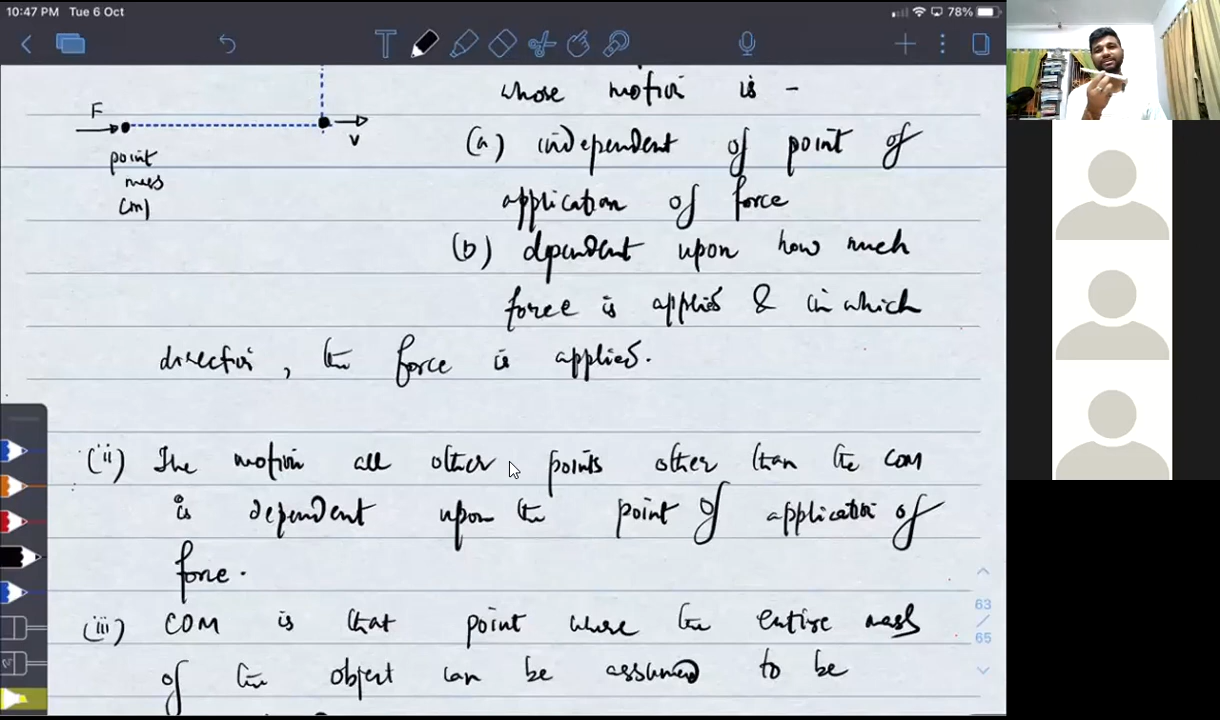 10:47 PM Tue 6 Oct
78%
whose motion is -
F
v
point
mass
(m)
(a) independent of point of
application of force
(b) dependent upon how much
force is applied & in which
direction, the force is applied.
(ii) The motion all other points other than the COM
is dependent upon the point of application of
force.
(iii) COM is that point where the entire mass
of the object can be assumed to be
63
/
65